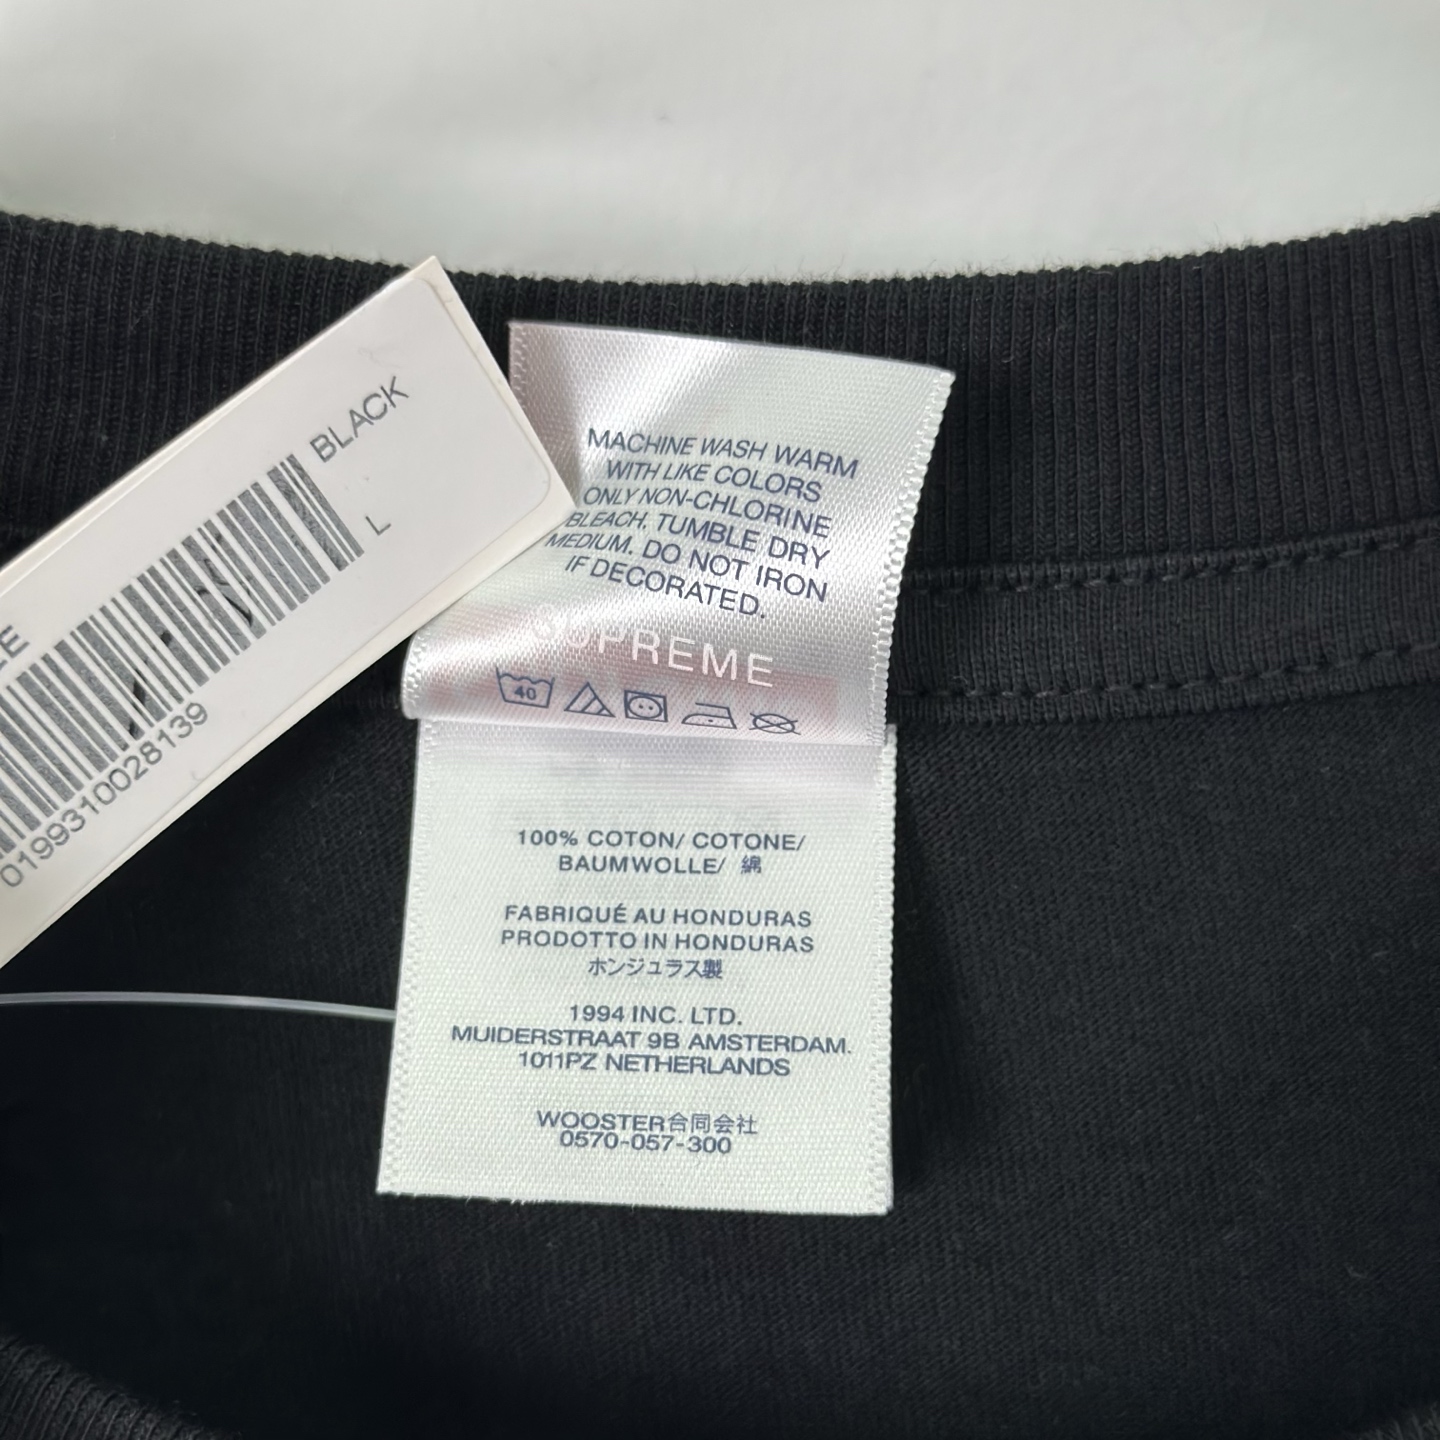 BLACK
L
01993100 28139
MACHINE WASH WARM
WITH LIKE COLORS
ONLY NON-CHLORINE
BLEACH. TUMBLE DRY
MEDIUM. DO NOT IRON
IF DECORATED.
SUPREME
40
100% COTON/ COTONE/
BAUMWOLLE/ 綿
FABRIQUÉ AU HONDURAS
PRODOTTO IN HONDURAS
ホンジュラス製
1994 INC. LTD.
MUIDERSTRAAT 9B AMSTERDAM.
1011PZ NETHERLANDS
WOOSTER合同会社
0570-057-300